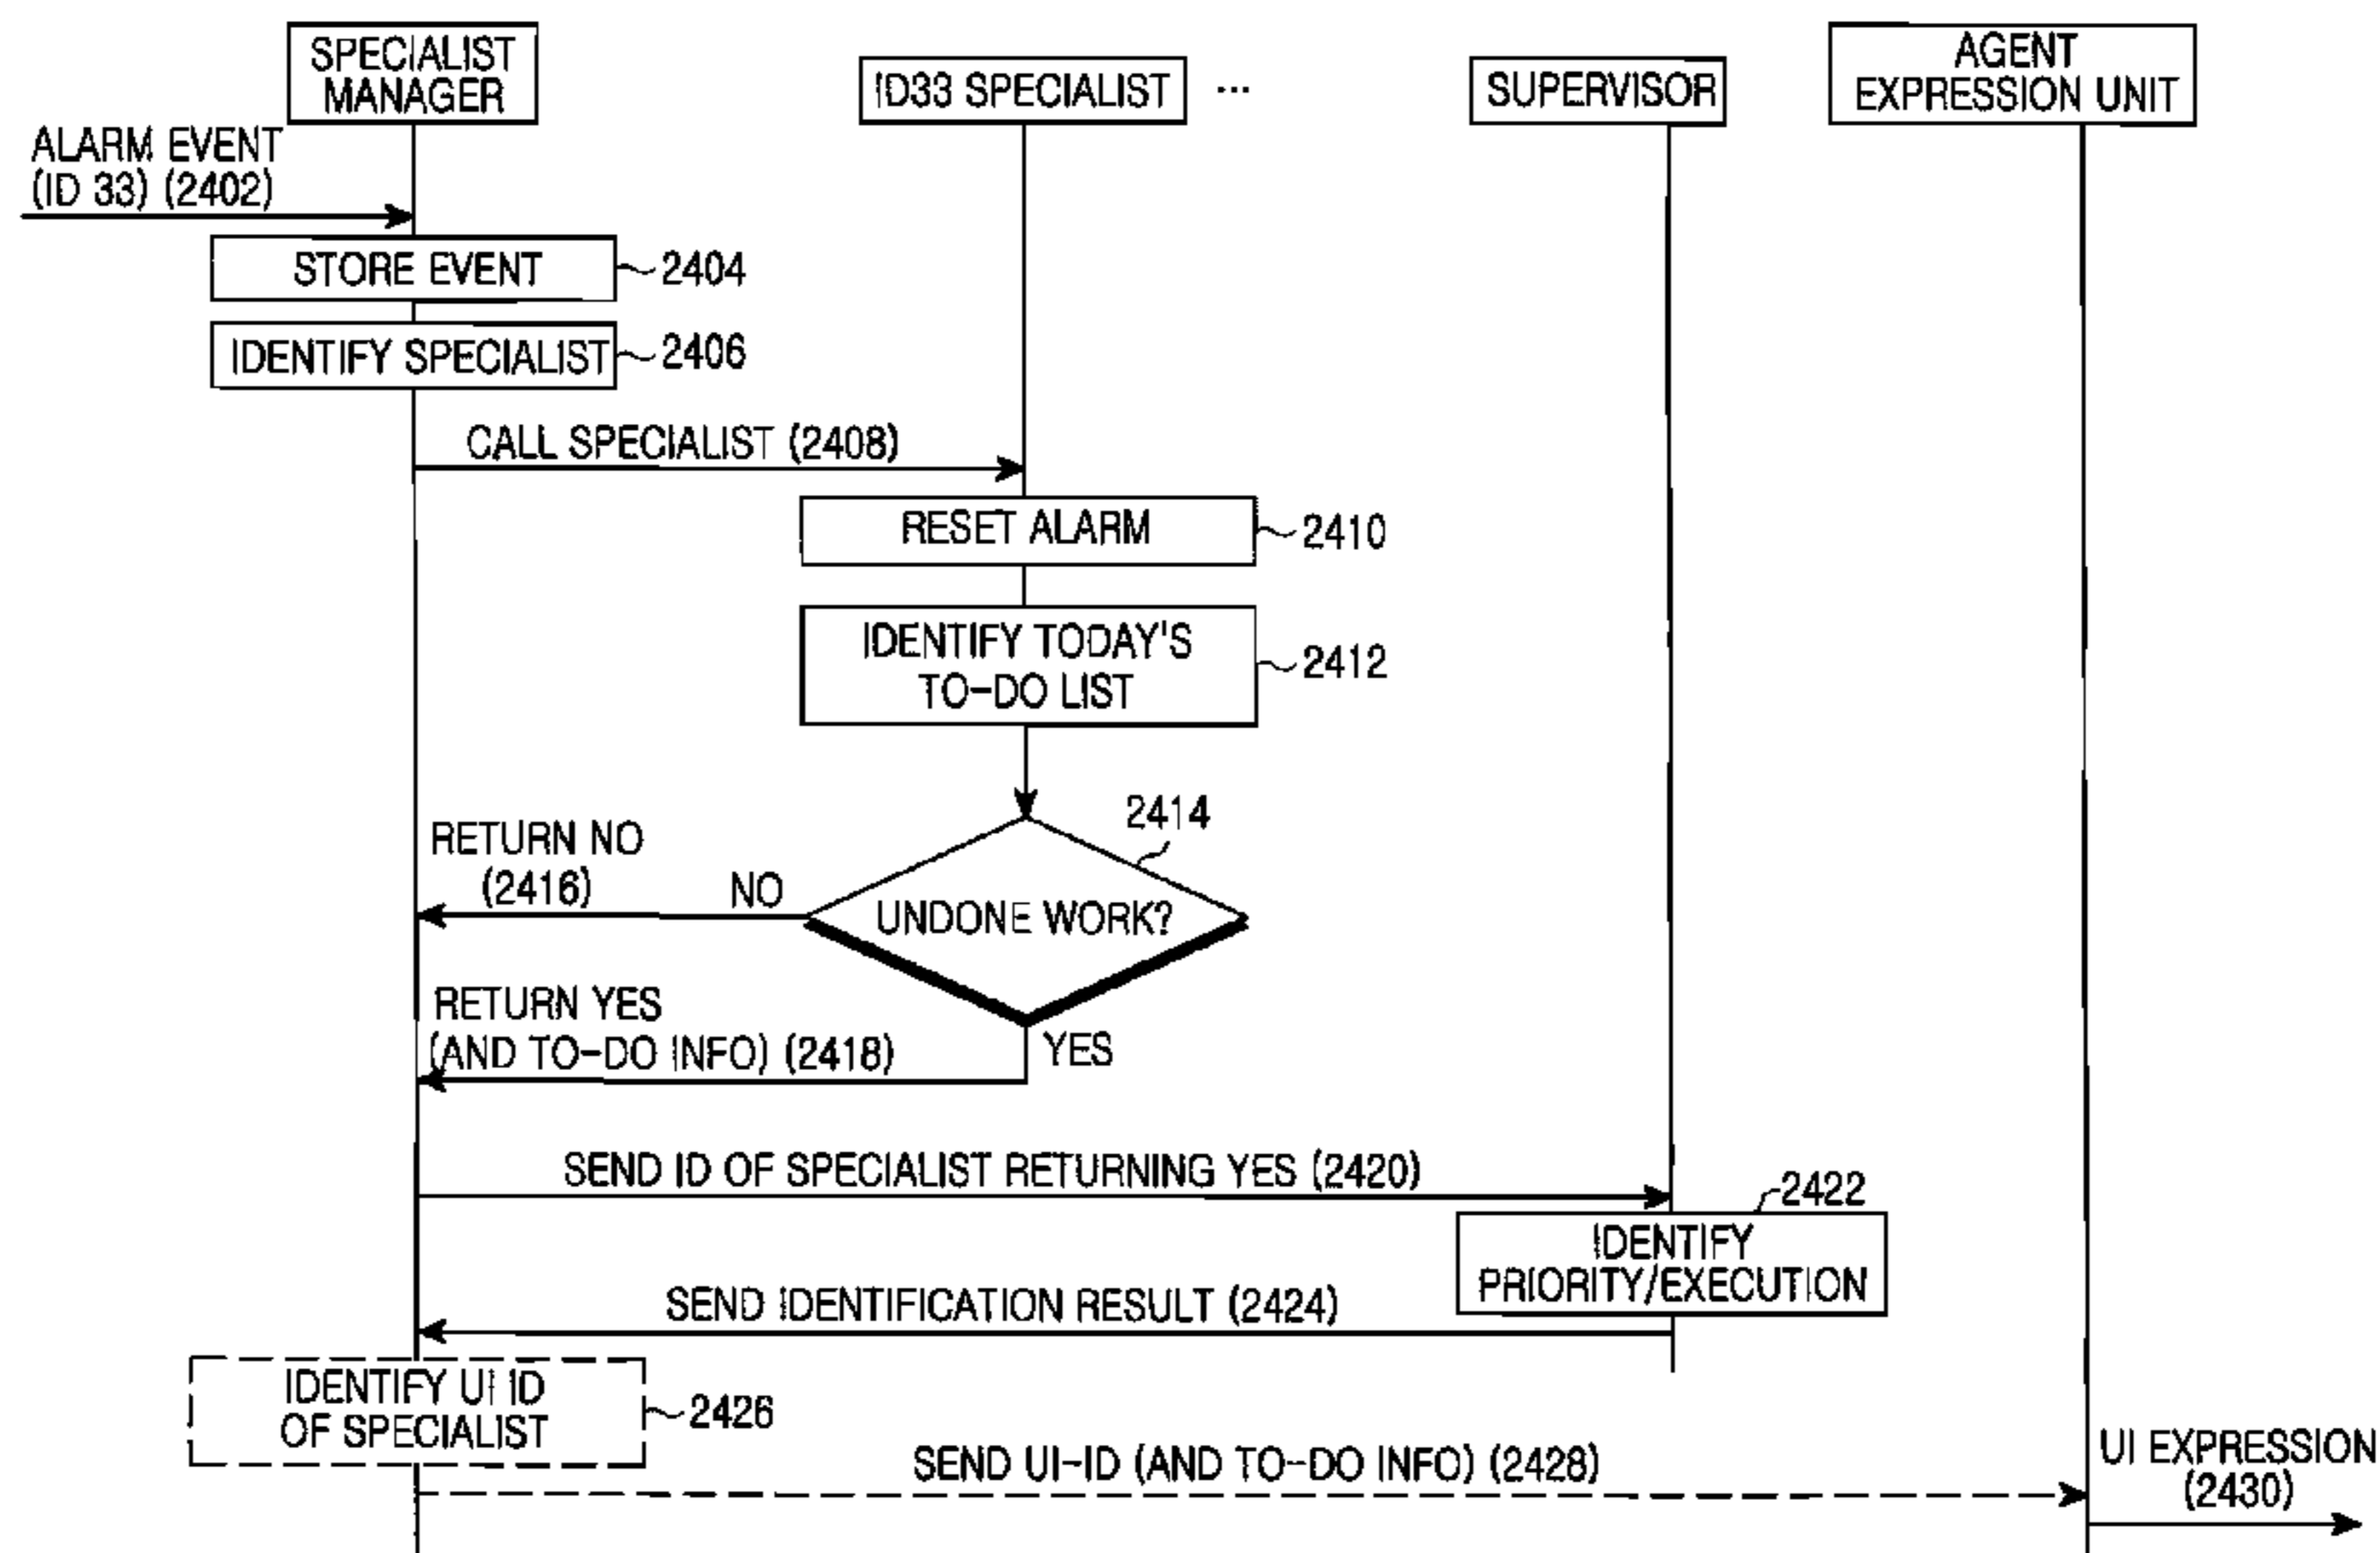 SPECIALIST
MANAGER
ID33 SPECIALIST
...
SUPERVISOR
AGENT
EXPRESSION UNIT
ALARM EVENT
(ID 33) (2402)
STORE EVENT
2404
IDENTIFY SPECIALIST
2406
CALL SPECIALIST (2408)
RESET ALARM
2410
IDENTIFY TODAY'S
TO-DO LIST
2412
2414
RETURN NO
(2416)
NO
UNDONE WORK?
RETURN YES
(AND TO-DO INFO) (2418)
YES
SEND ID OF SPECIALIST RETURNING YES (2420)
2422
IDENTIFY
PRIORITY/EXECUTION
SEND IDENTIFICATION RESULT (2424)
IDENTIFY UI ID
OF SPECIALIST
2426
SEND UI-ID (AND TO-DO INFO) (2428)
UI EXPRESSION
(2430)